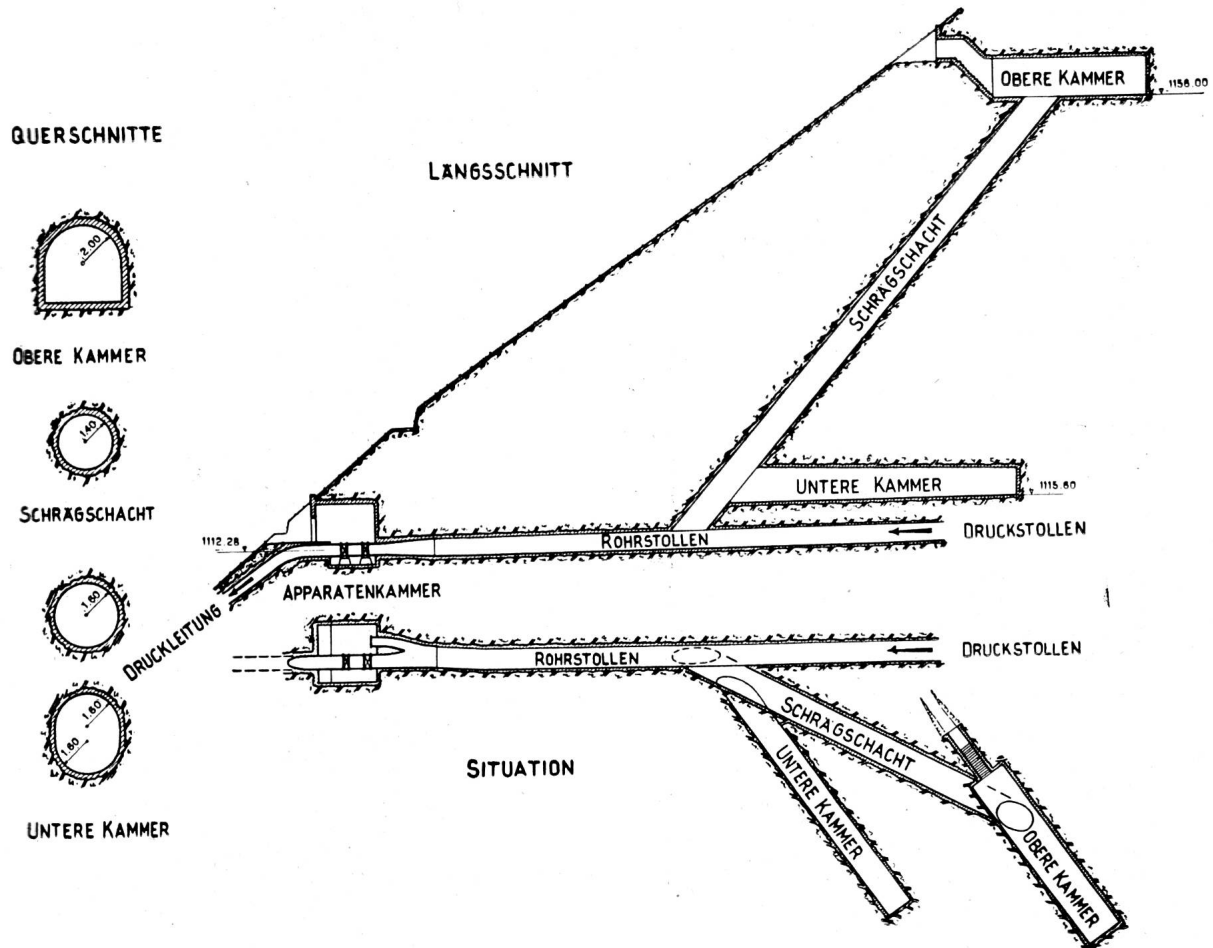 QUERSCHNITTE
2.00
OBERE KAMMER
1.40
SCHRÄGSCHACHT
1.60
1.60
1.60
UNTERE KAMMER
LÄNGSSCHNITT
OBERE KAMMER
1156.00
SCHRÄGSCHACHT
UNTERE KAMMER
1115.60
1112.28
ROHRSTOLLEN
DRUCKSTOLLEN
APPARATENKAMMER
DRUCKLEITUNG
ROHRSTOLLEN
DRUCKSTOLLEN
SCHRÄGSCHACHT
UNTERE KAMMER
OBERE KAMMER
SITUATION